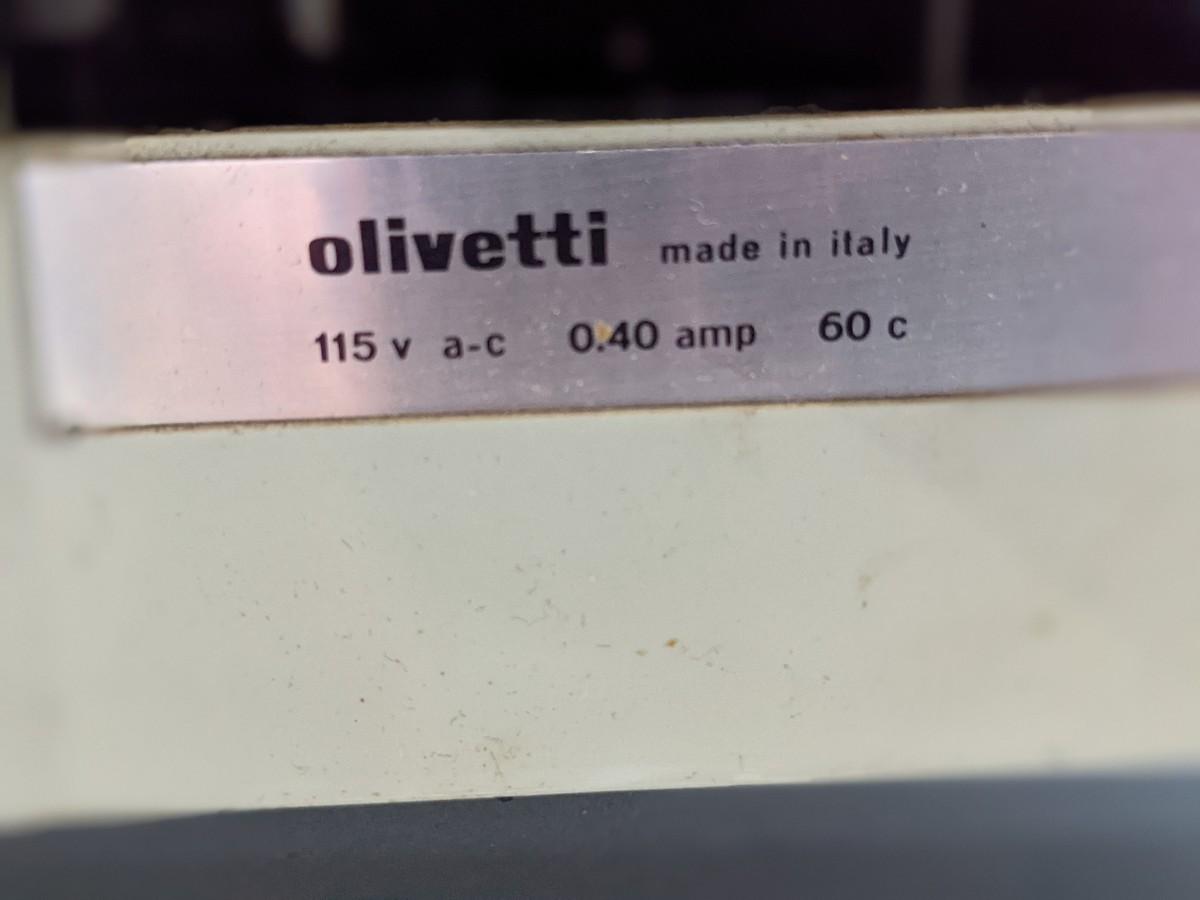 olivetti made in italy
115 v a-c 0.40 amp 60 c